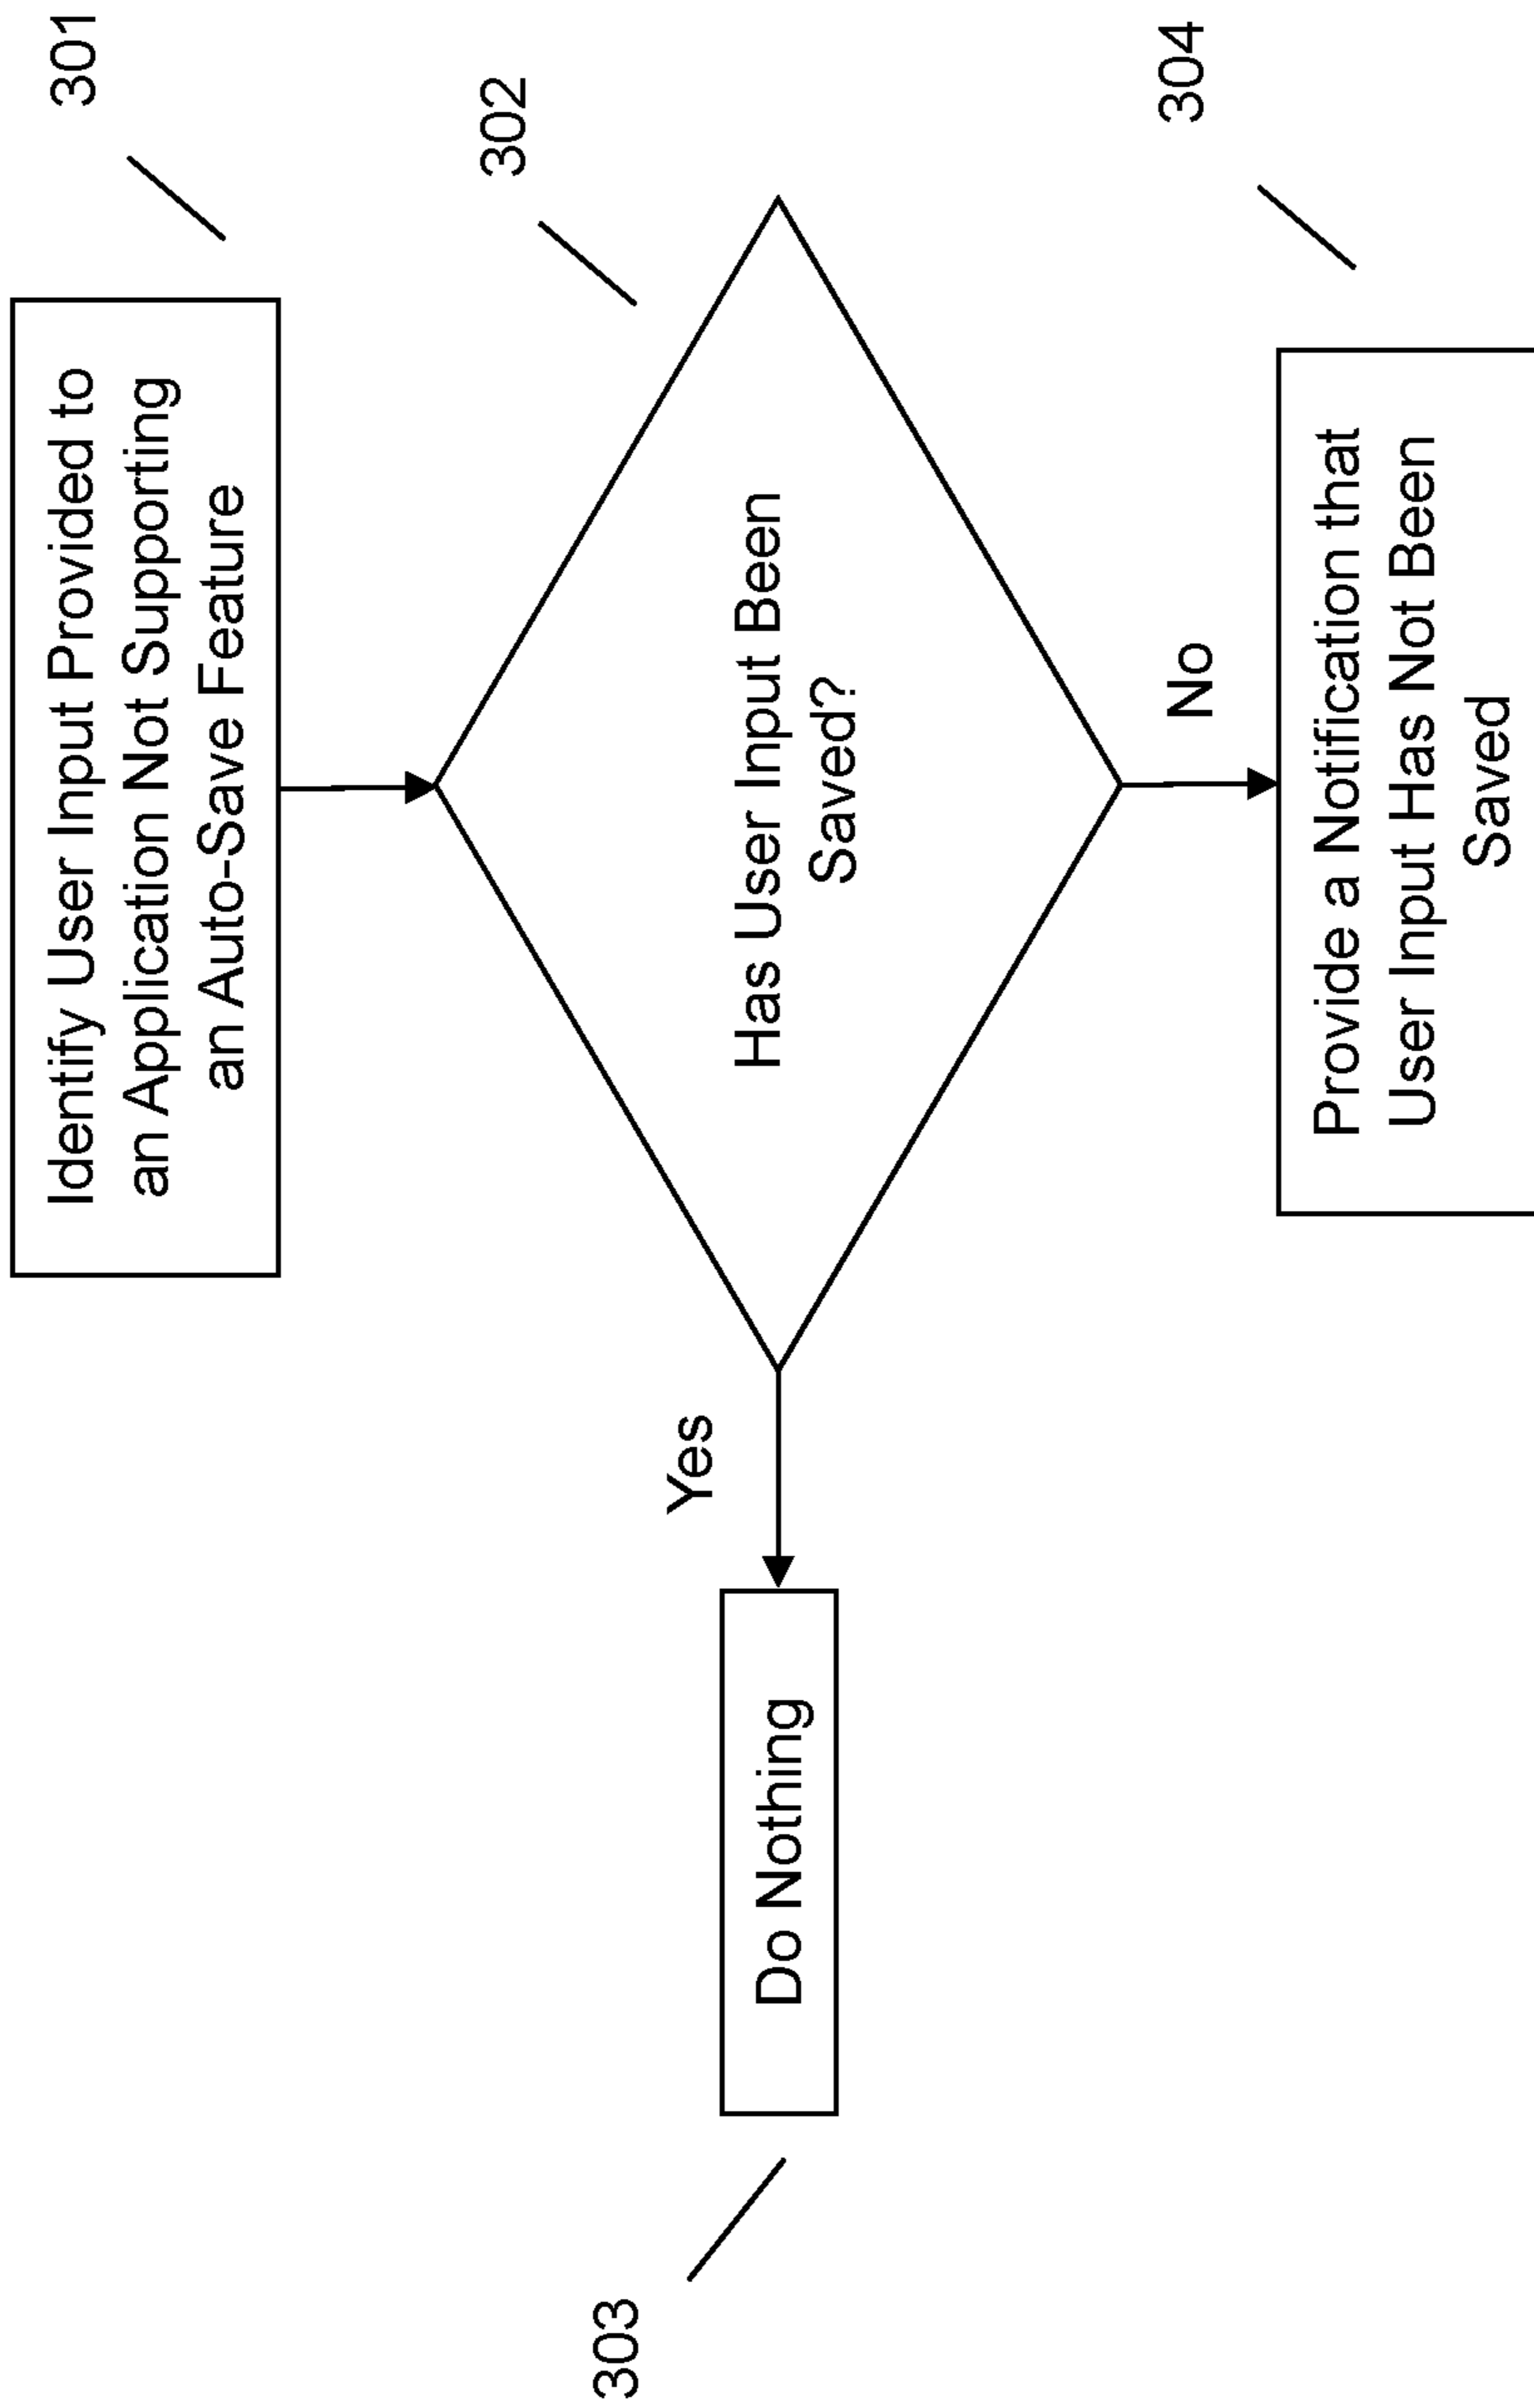 301
Identify User Input Provided to
an Application Not Supporting
an Auto-Save Feature
302
Has User Input Been
Saved?
Yes
Do Nothing
303
No
304
Provide a Notification that
User Input Has Not Been
Saved